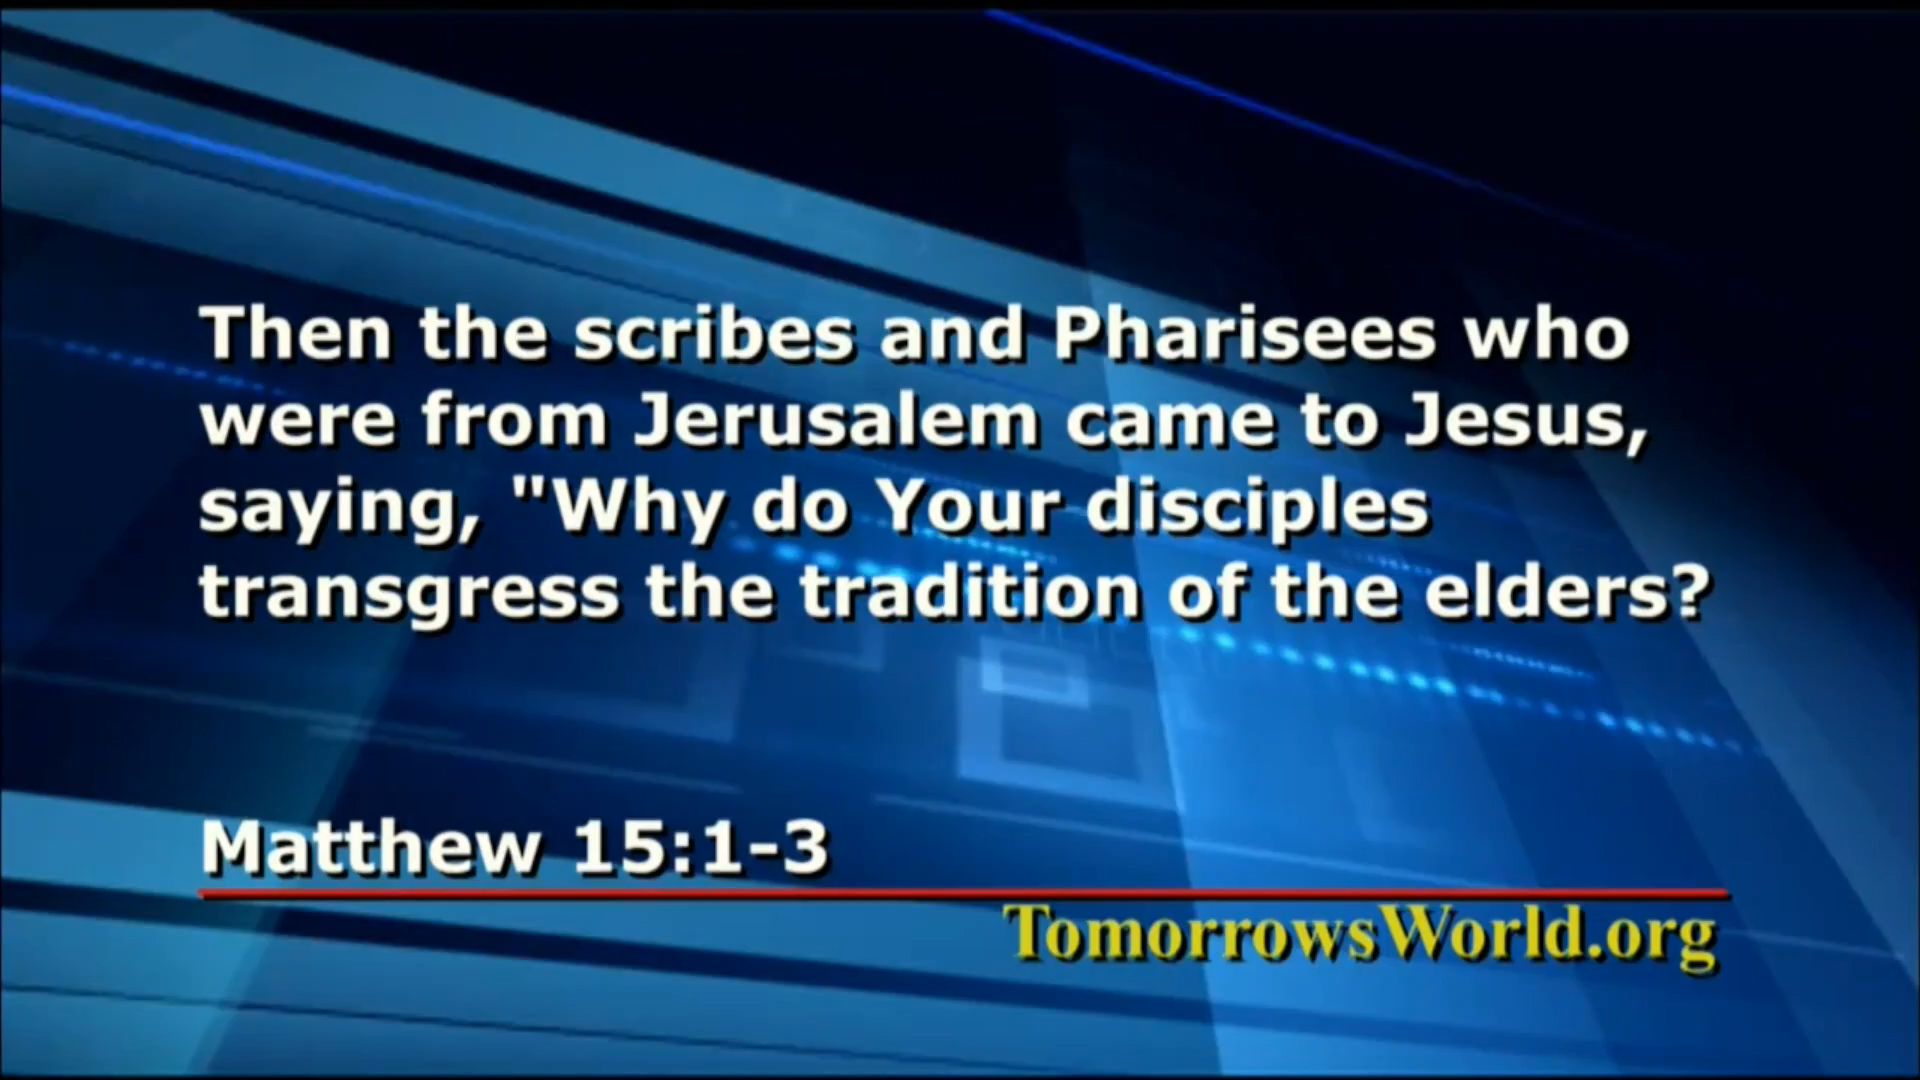 Then the scribes and Pharisees who
were from Jerusalem came to Jesus,
saying, "Why do Your disciples
transgress the tradition of the elders?
Matthew 15:1-3
TomorrowsWorld.org